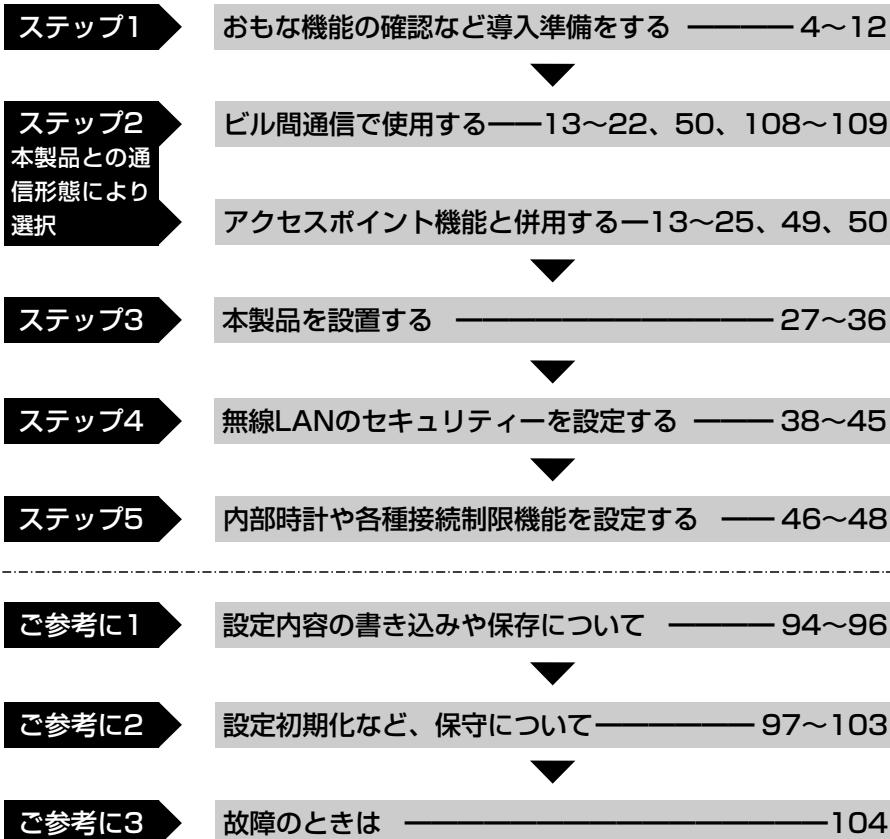 ステップ1
おもな機能の確認など導入準備をする ━━━━ 4～12
ステップ2
本製品との通
信形態により
選択
ビル間通信で使用する━━13～22、50、108～109
アクセスポイント機能と併用する━13～25、49、50
ステップ3
本製品を設置する ━━━━━━━━━━━ 27～36
ステップ4
無線LANのセキュリティーを設定する ━━━ 38～45
ステップ5
内部時計や各種接続制限機能を設定する ━━ 46～48
ご参考に1
設定内容の書き込みや保存について ━━━━ 94～96
ご参考に2
設定初期化など、保守について━━━━━━ 97～103
ご参考に3
故障のときは ━━━━━━━━━━━━━━━104